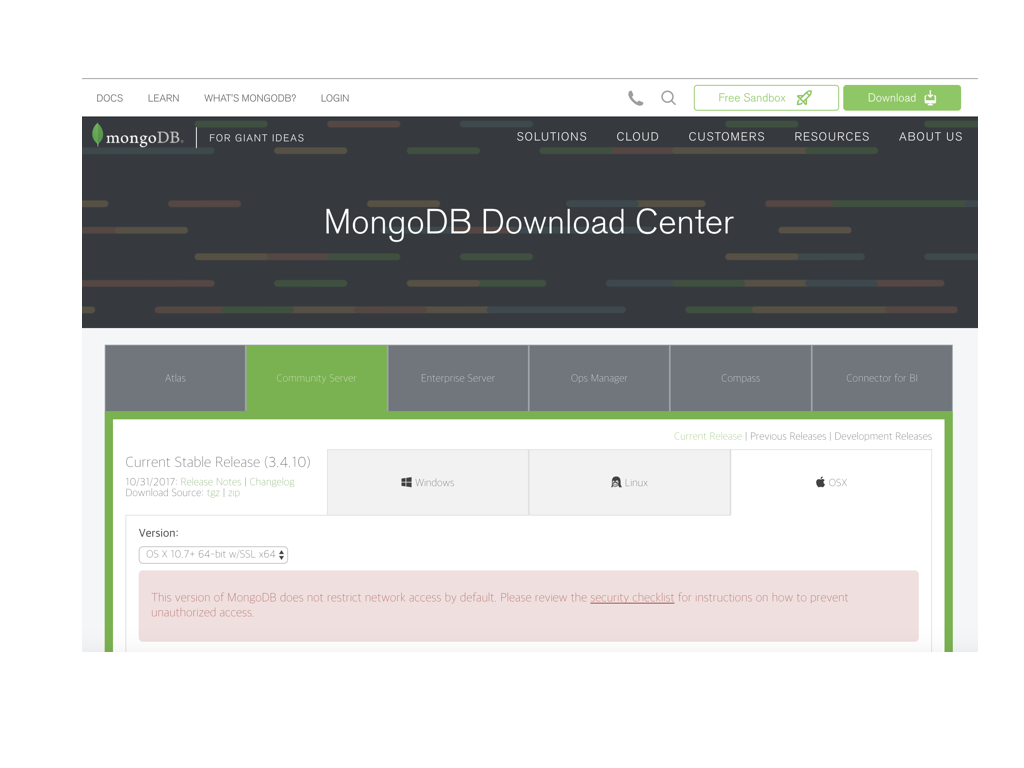 DOCS LEARN WHAT'S MONGODB? LOGIN Free Sandbox Download
mongoDB. FOR GIANT IDEAS SOLUTIONS CLOUD CUSTOMERS RESOURCES ABOUT US
MongoDB Download Center
Atlas Community Server Enterprise Server Ops Manager Compass Connector for BI
Current Release | Previous Releases | Development Releases
Current Stable Release (3.4.10)
10/31/2017: Release Notes | Changelog
Download Source: tgz | zip
Windows Linux OSX
Version:
OS X 10.7+ 64-bit w/SSL x64
This version of MongoDB does not restrict network access by default. Please review the security checklist for instructions on how to prevent
unauthorized access.